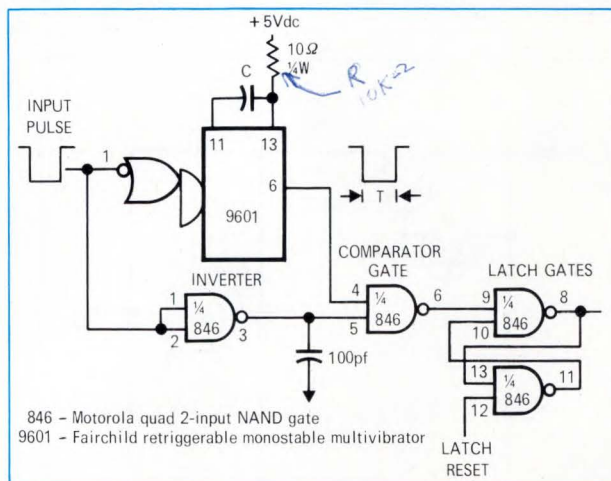 +5Vdc
10Ω
¼W
R
10K
C
INPUT
PULSE
1
11
13
6
9601
T
COMPARATOR
GATE
INVERTER
LATCH GATES
1
2
¼
846
3
4
5
¼
846
6
9
10
¼
846
8
100pf
13
12
¼
846
11
LATCH
RESET
846 – Motorola quad 2-input NAND gate
9601 – Fairchild retriggerable monostable multivibrator